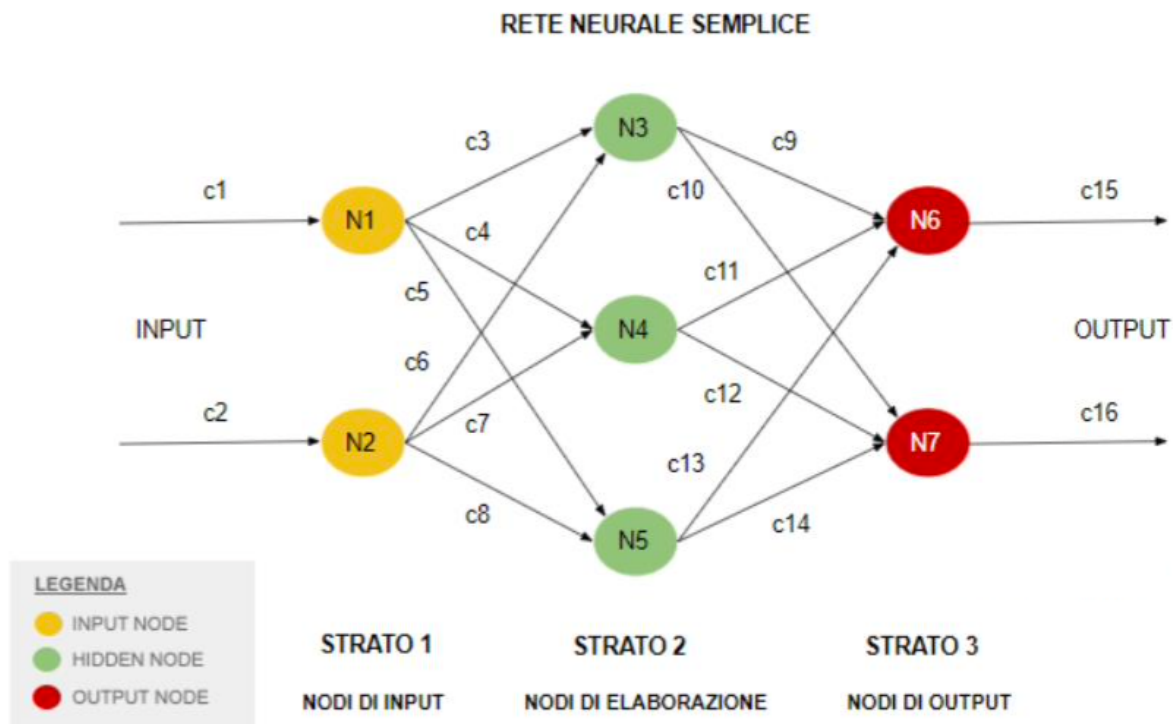 RETE NEURALE SEMPLICE
N3
c3
c9
c1
c10
c15
N1
N6
c4
c11
c5
INPUT
N4
OUTPUT
c6
c12
c2
c7
c16
N2
N7
c13
c8
c14
N5
LEGENDA
INPUT NODE
HIDDEN NODE
OUTPUT NODE
STRATO 1
STRATO 2
STRATO 3
NODI DI INPUT
NODI DI ELABORAZIONE
NODI DI OUTPUT